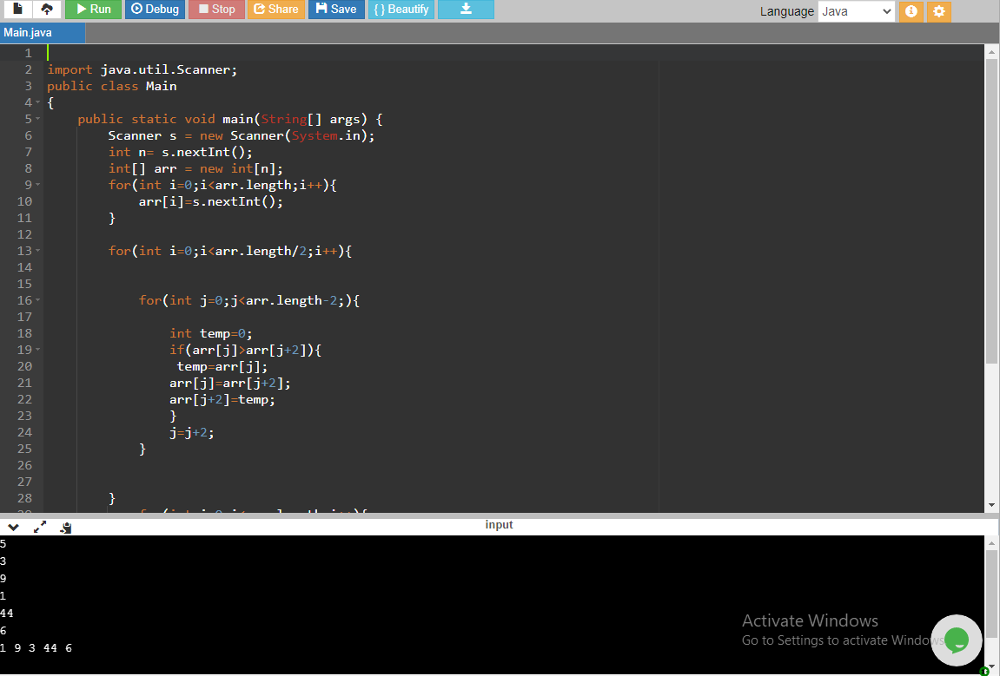 Run Debug Stop Share Save { } Beautify Language Java
Main.java
1
2 import java.util.Scanner;
3 public class Main
4 {
5 public static void main(String[] args) {
6 Scanner s = new Scanner(System.in);
7 int n= s.nextInt();
8 int[] arr = new int[n];
9 for(int i=0;i<arr.length;i++){
10 arr[i]=s.nextInt();
11 }
12
13 for(int i=0;i<arr.length/2;i++){
14
15
16 for(int j=0;j<arr.length-2;){
17
18 int temp=0;
19 if(arr[j]>arr[j+2]){
20 temp=arr[j];
21 arr[j]=arr[j+2];
22 arr[j+2]=temp;
23 }
24 j=j+2;
25 }
26
27
28 }
input
5
3
9
1
44
6
1 9 3 44 6
Activate Windows
Go to Settings to activate Windows